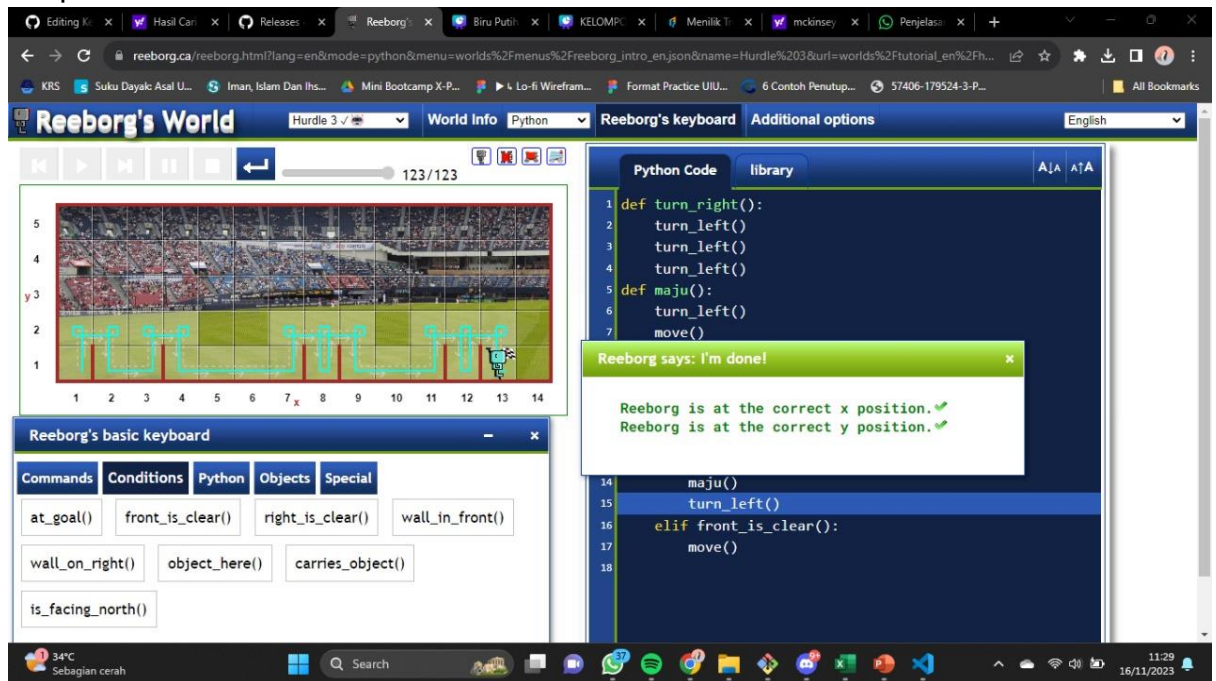 Editing Ke
Hasil Cari
Releases
Reeborg's
Biru Putih
KELOMPO
Menilik Tr
mckinsey
Penjelasa
reeborg.ca/reeborg.html?lang=en&mode=python&menu=worlds%2Fmenus%2Freeborg_intro_en.json&name=Hurdle%203&url=worlds%2Ftutorial_en%2Fh...
KRS
Suku Dayak: Asal U...
Iman, Islam Dan Ihs...
Mini Bootcamp X-P...
Lo-fi Wirefram...
Format Practice UIU...
6 Contoh Penutup...
57406-179524-3-P...
All Bookmarks
Reeborg's World
Hurdle 3 √
World Info
Python
Reeborg's keyboard
Additional options
English
123/123
Python Code
library
A↓A
A↑A
5
4
y 3
2
1
1 2 3 4 5 6 7 x 8 9 10 11 12 13 14
1 def turn_right():
2 turn_left()
3 turn_left()
4 turn_left()
5 def maju():
6 turn_left()
7 move()
Reeborg says: I'm done!
×
Reeborg is at the correct x position.✔
Reeborg is at the correct y position.✔
14 maju()
15 turn_left()
16 elif front_is_clear():
17 move()
18
Reeborg's basic keyboard
Commands Conditions Python Objects Special
at_goal() front_is_clear() right_is_clear() wall_in_front()
wall_on_right() object_here() carries_object()
is_facing_north()
1
34°C
Sebagian cerah
Search
37
11:29
16/11/2023